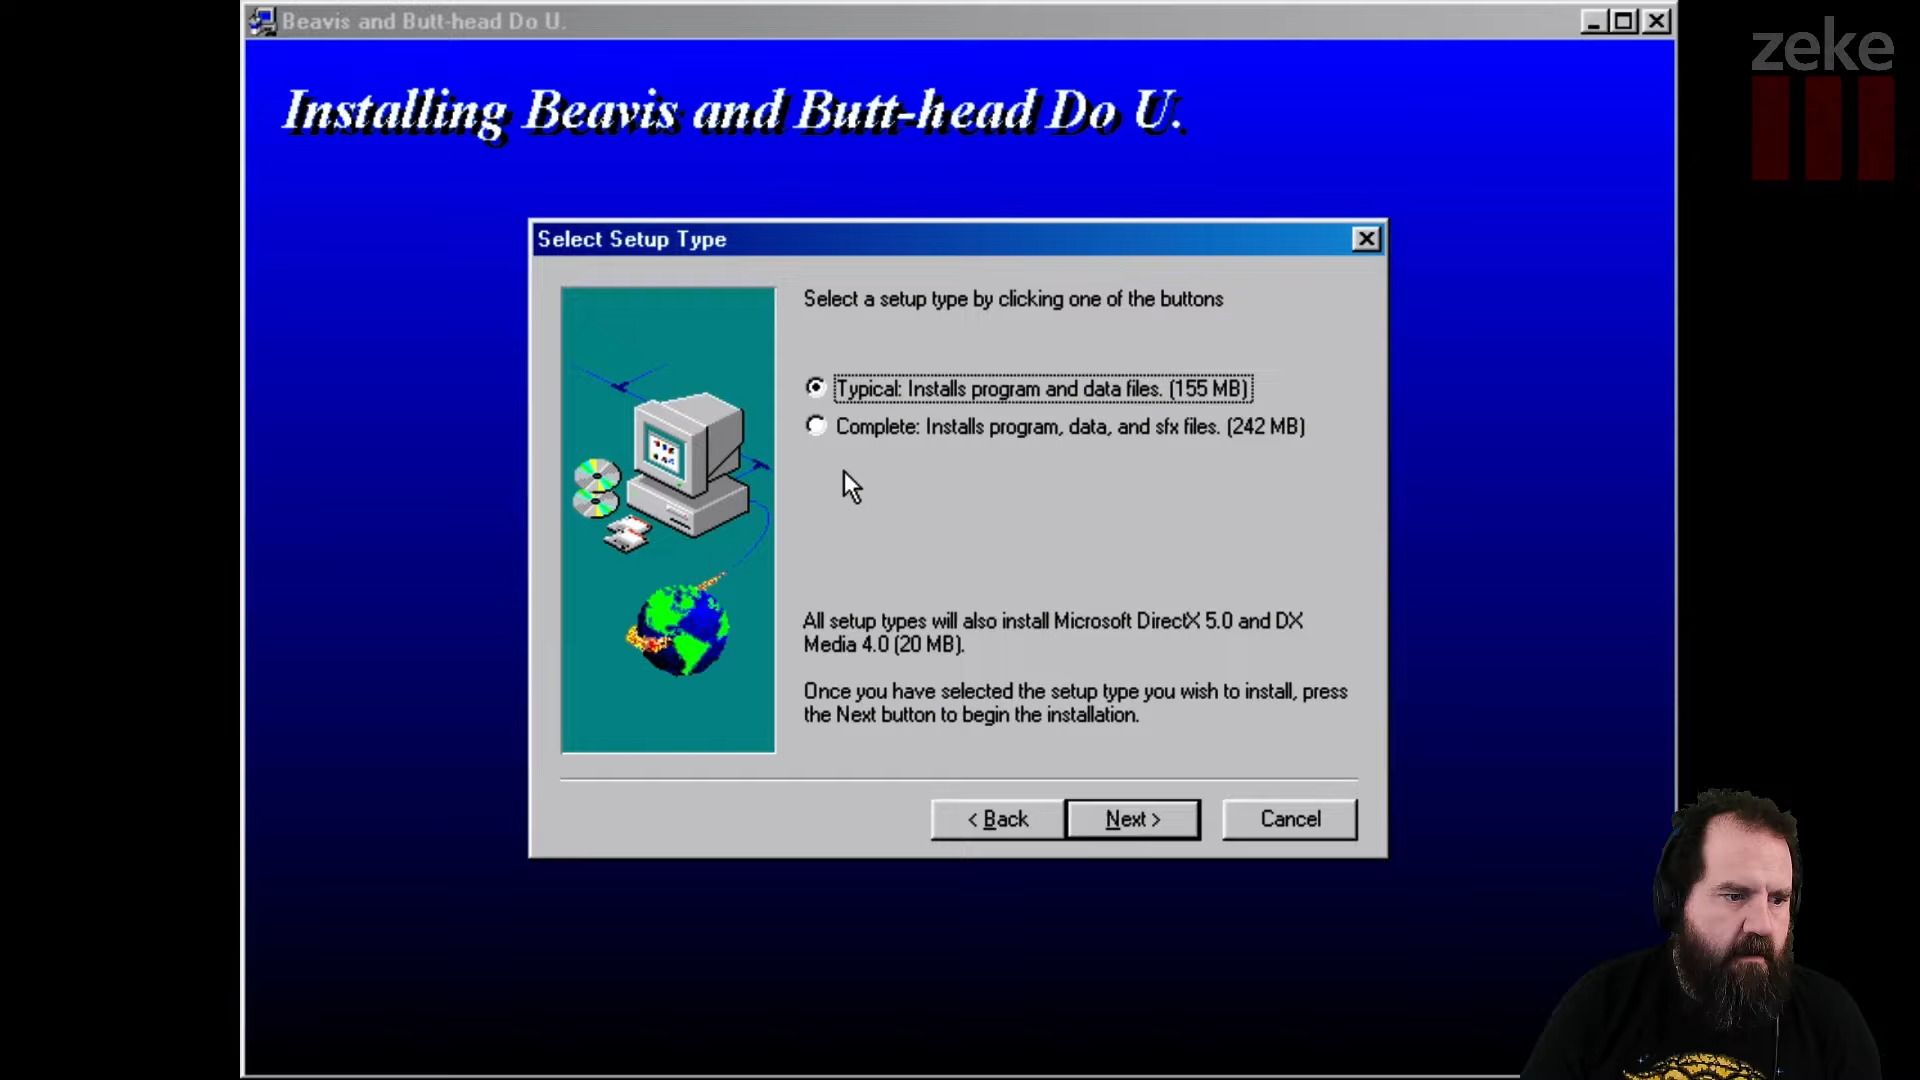 Beavis and Butt-head Do U.
zeke
Installing Beavis and Butt-head Do U.
Select Setup Type
Select a setup type by clicking one of the buttons
Typical: Installs program and data files. (155 MB)
Complete: Installs program, data, and sfx files. (242 MB)
All setup types will also install Microsoft DirectX 5.0 and DX
Media 4.0 (20 MB).
Once you have selected the setup type you wish to install, press
the Next button to begin the installation.
< Back
Next >
Cancel